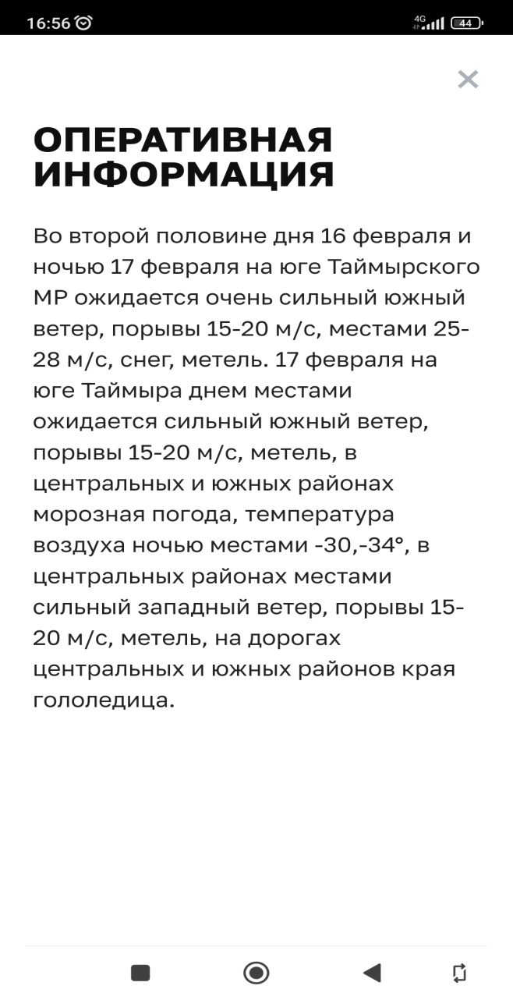 16:56
4G
44
ОПЕРАТИВНАЯ
ИНФОРМАЦИЯ
Во второй половине дня 16 февраля и
ночью 17 февраля на юге Таймырского
МР ожидается очень сильный южный
ветер, порывы 15-20 м/с, местами 25-
28 м/с, снег, метель. 17 февраля на
юге Таймыра днем местами
ожидается сильный южный ветер,
порывы 15-20 м/с, метель, в
центральных и южных районах
морозная погода, температура
воздуха ночью местами -30,-34°, в
центральных районах местами
сильный западный ветер, порывы 15-
20 м/с, метель, на дорогах
центральных и южных районов края
гололедица.